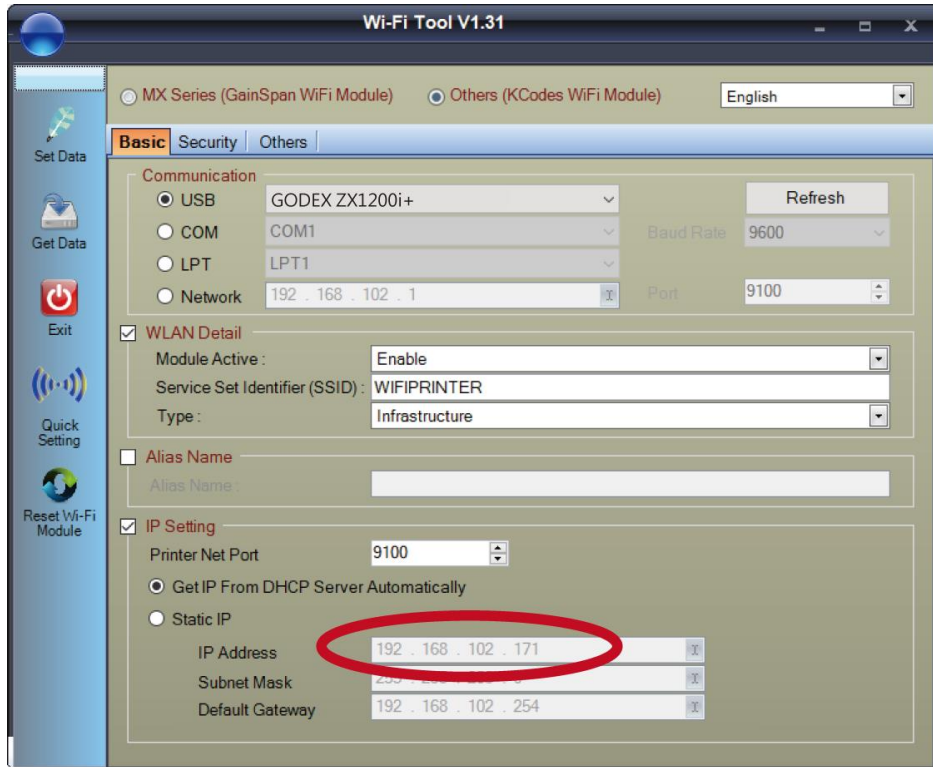 Wi-Fi Tool V1.31
MX Series (GainSpan WiFi Module) Others (KCodes WiFi Module) English
Set Data
Get Data
Exit
Quick
Setting
Reset Wi-Fi
Module
Basic Security Others
Communication
USB GODEX ZX1200i+ Refresh
COM COM1 Baud Rate 9600
LPT LPT1
Network 192 . 168 . 102 . 1 Port 9100
WLAN Detail
Module Active : Enable
Service Set Identifier (SSID) : WIFIPRINTER
Type : Infrastructure
Alias Name
Alias Name :
IP Setting
Printer Net Port 9100
Get IP From DHCP Server Automatically
Static IP
IP Address 192 . 168 . 102 . 171
Subnet Mask
Default Gateway 192 . 168 . 102 . 254